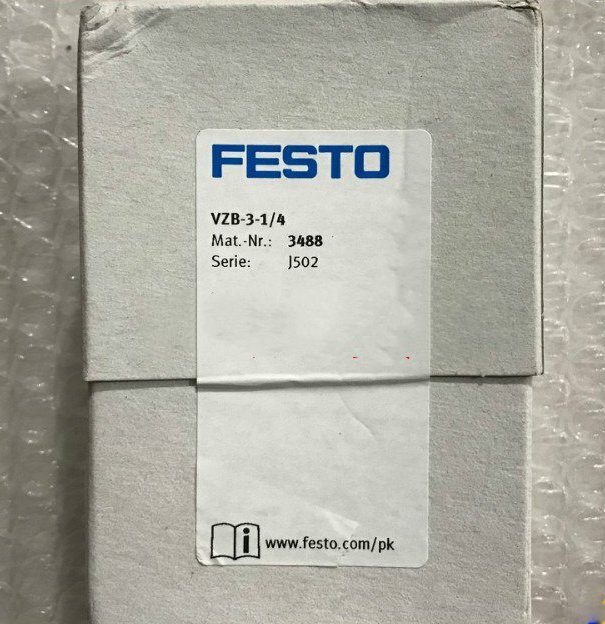 FESTO
VZB-3-1/4
Mat.-Nr.: 3488
Serie: J502
www.festo.com/pk